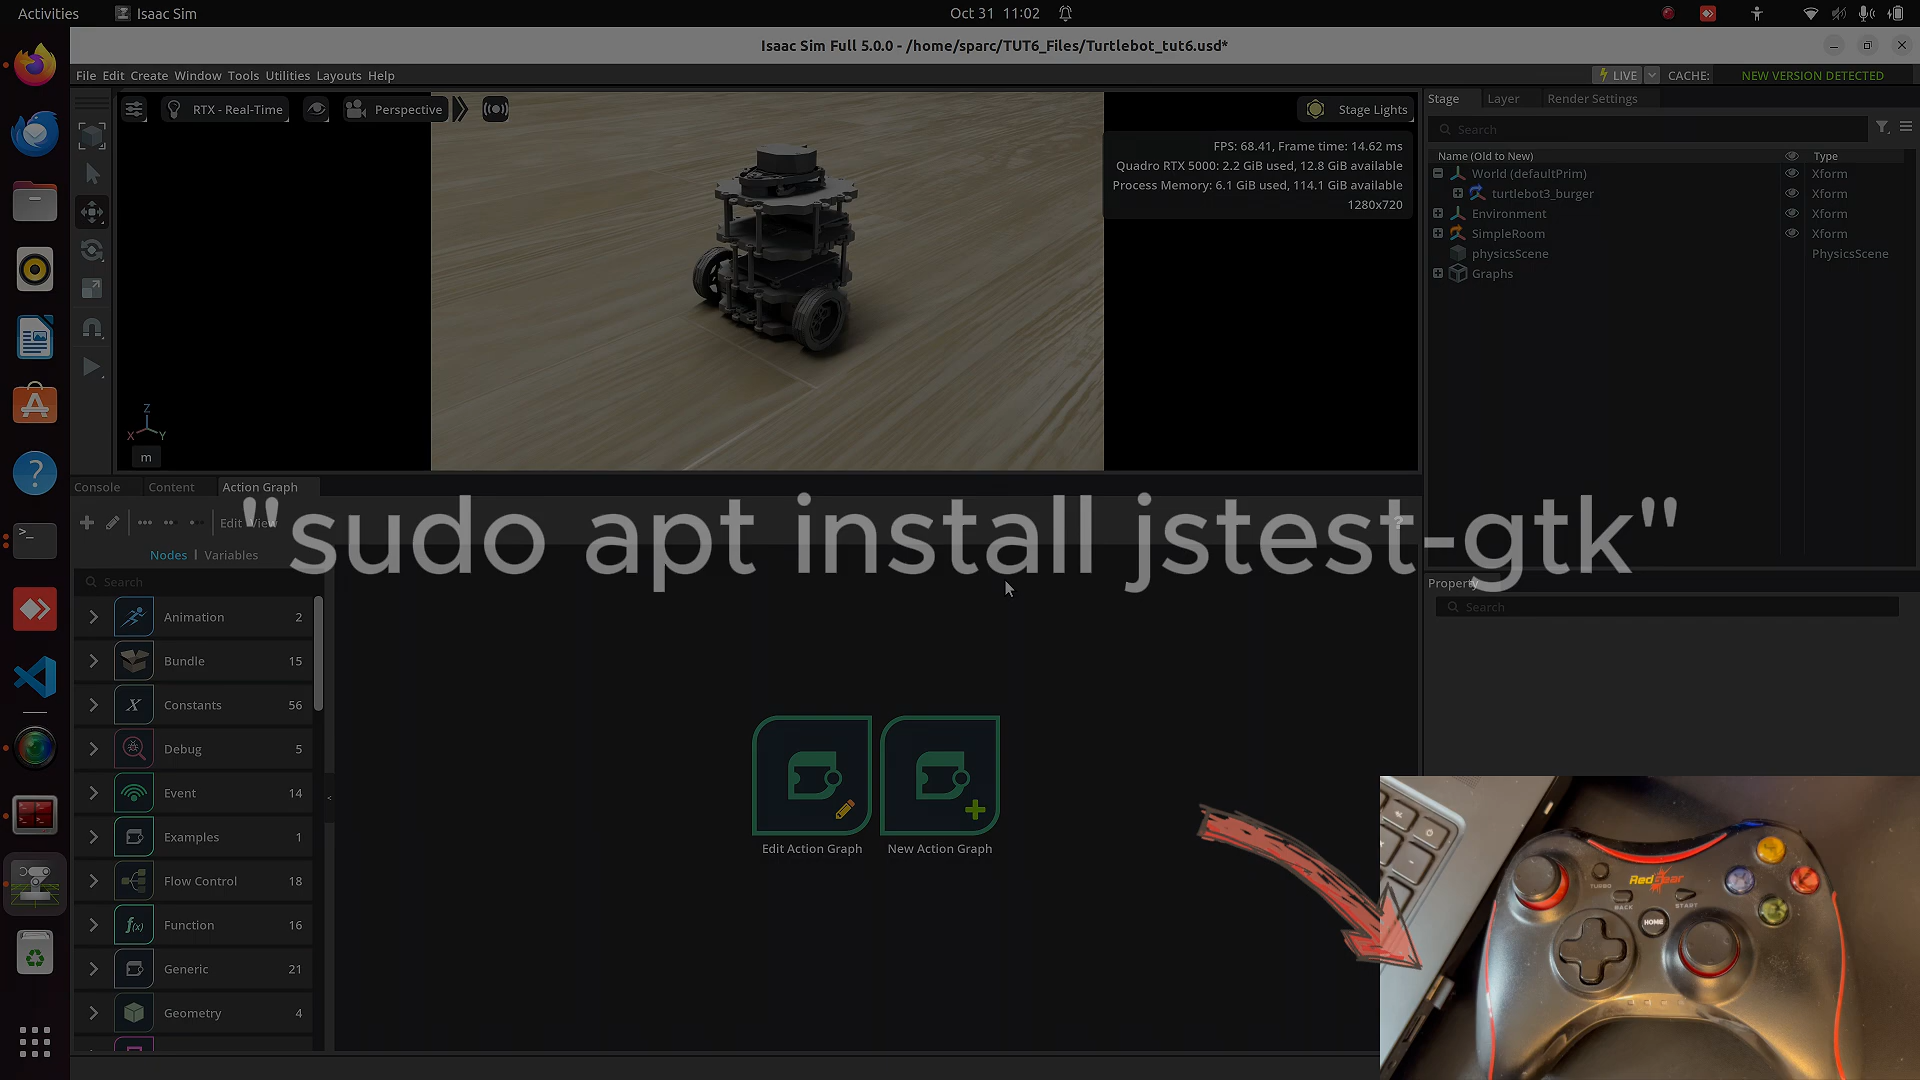 Activities
Isaac Sim
Oct 31 11:02
Isaac Sim Full 5.0.0 - /home/sparc/TUT6_Files/Turtlebot_tut6.usd*
File Edit Create Window Tools Utilities Layouts Help
LIVE
CACHE:
NEW VERSION DETECTED
RTX - Real-Time
Perspective
Stage Lights
FPS: 68.41, Frame time: 14.62 ms
Quadro RTX 5000: 2.2 GiB used, 12.8 GiB available
Process Memory: 6.1 GiB used, 114.1 GiB available
1280x720
Z
X Y
m
Stage Layer Render Settings
Search
Name (Old to New) Type
World (defaultPrim) Xform
turtlebot3_burger Xform
Environment Xform
SimpleRoom Xform
physicsScene PhysicsScene
Graphs
Console Content Action Graph
Edit View
"sudo apt install jstest-gtk"
Nodes | Variables
Search
Animation 2
Bundle 15
Constants 56
Debug 5
Event 14
Examples 1
Flow Control 18
Function 16
Generic 21
Geometry 4
Edit Action Graph
New Action Graph
Property
Search
RedGear
TURBO
BACK
START
HOME